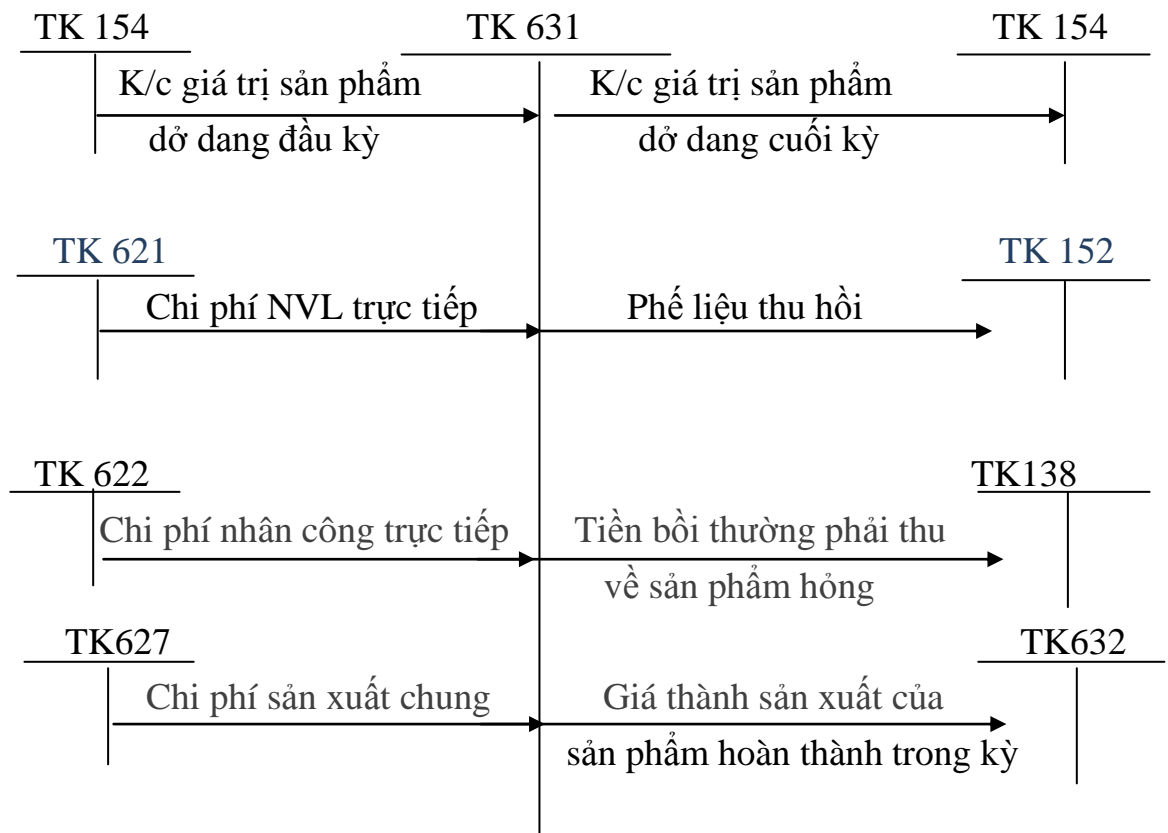 TK 154 TK 631 TK 154
K/c giá trị sản phẩm K/c giá trị sản phẩm
dở dang đầu kỳ dở dang cuối kỳ
TK 621 TK 152
Chi phí NVL trực tiếp Phế liệu thu hồi
TK 622 TK138
Chi phí nhân công trực tiếp Tiền bồi thường phải thu
về sản phẩm hỏng
TK627 TK632
Chi phí sản xuất chung Giá thành sản xuất của
sản phẩm hoàn thành trong kỳ